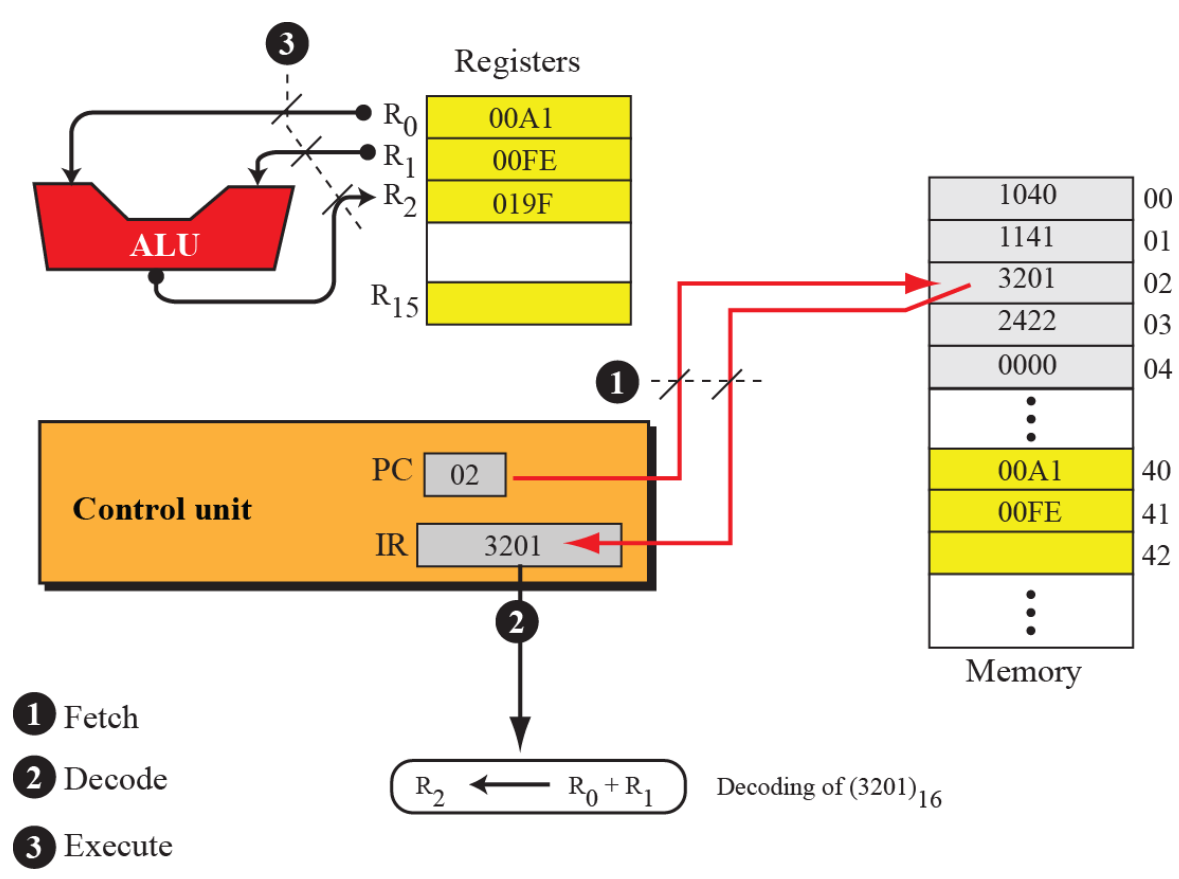 3
Registers
R0 00A1
R1 00FE
R2 019F
R15
ALU
1040 00
1141 01
3201 02
2422 03
0000 04
00A1 40
00FE 41
42
Memory
1
Control unit
PC 02
IR 3201
2
R2 ← R0 + R1
Decoding of (3201)16
1 Fetch
2 Decode
3 Execute